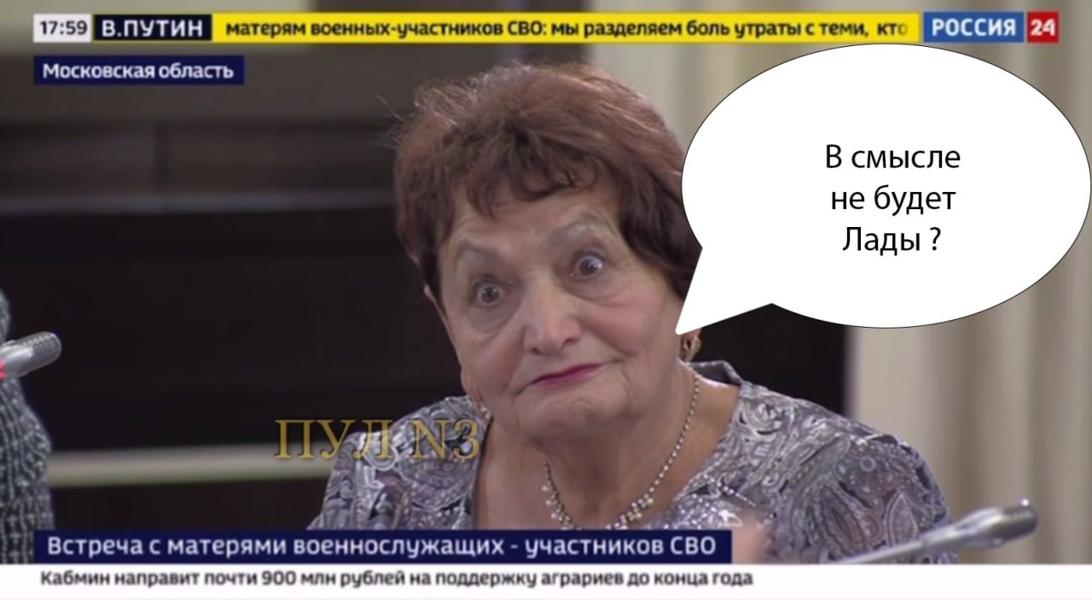 17:59 В.ПУТИН матерям военных-участников СВО: мы разделяем боль утраты с теми, кто РОССИЯ 24
Московская область
В смысле
не будет
Лады ?
ПУЛ N3
Встреча с матерями военнослужащих - участников СВО
Кабмин направит почти 900 млн рублей на поддержку аграриев до конца года